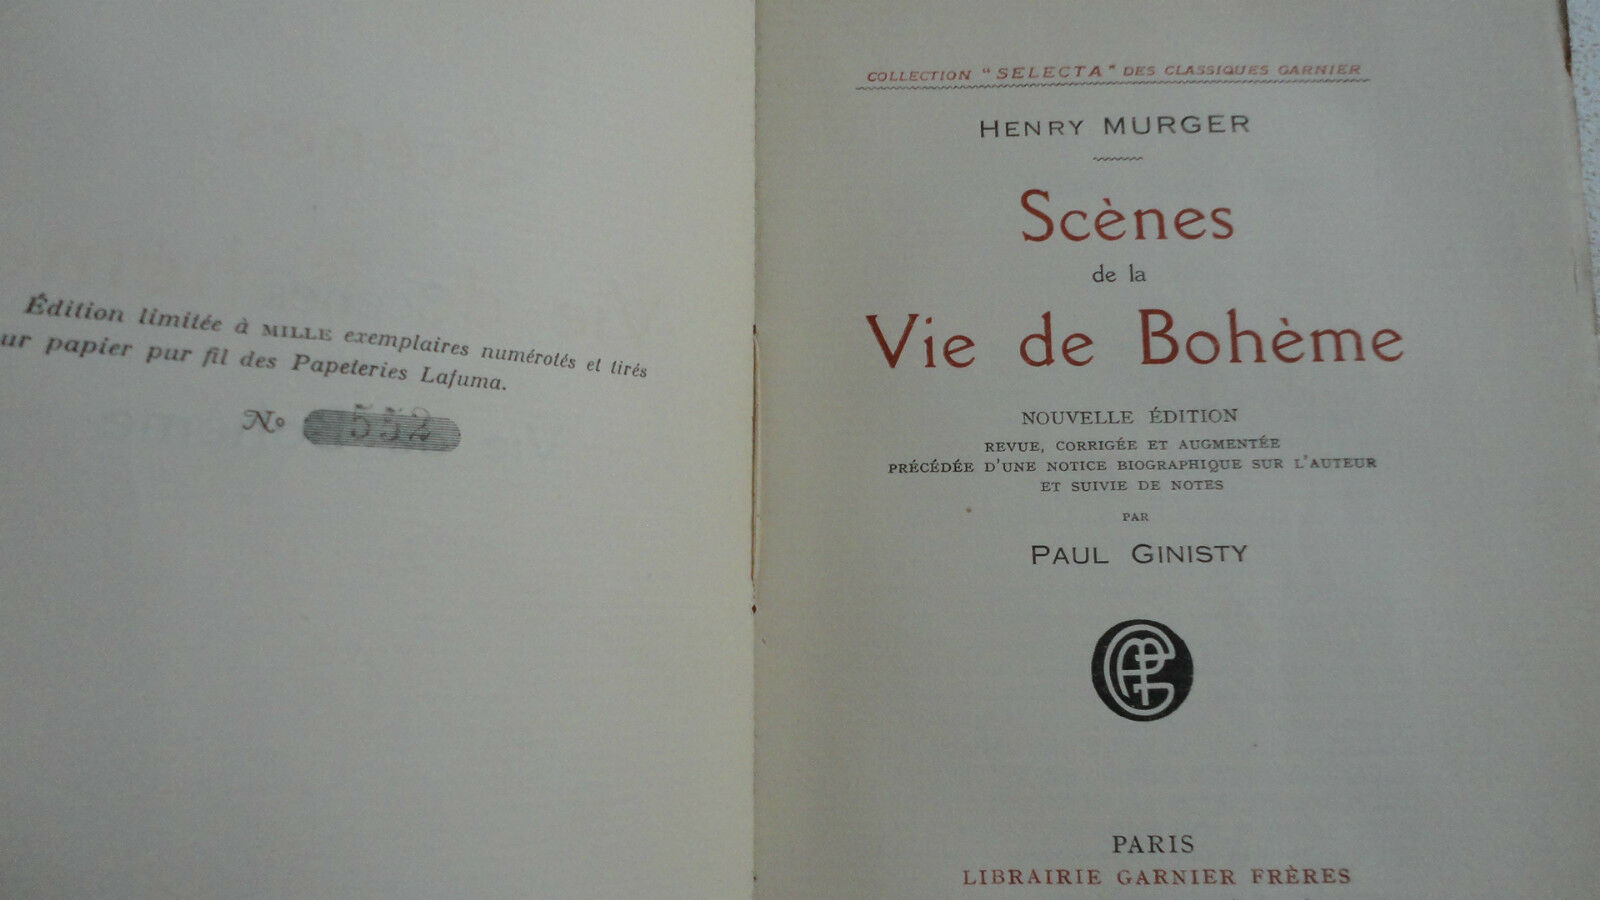 Édition limitée à MILLE exemplaires numérotés et tirés
ur papier pur fil des Papeteries Lafuma.
No 552
COLLECTION "SELECTA" DES CLASSIQUES GARNIER
HENRY MURGER
Scènes
de la
Vie de Bohème
NOUVELLE ÉDITION
REVUE, CORRIGÉE ET AUGMENTÉE
PRÉCÉDÉE D'UNE NOTICE BIOGRAPHIQUE SUR L'AUTEUR
ET SUIVIE DE NOTES
PAR
PAUL GINISTY
PARIS
LIBRAIRIE GARNIER FRÈRES